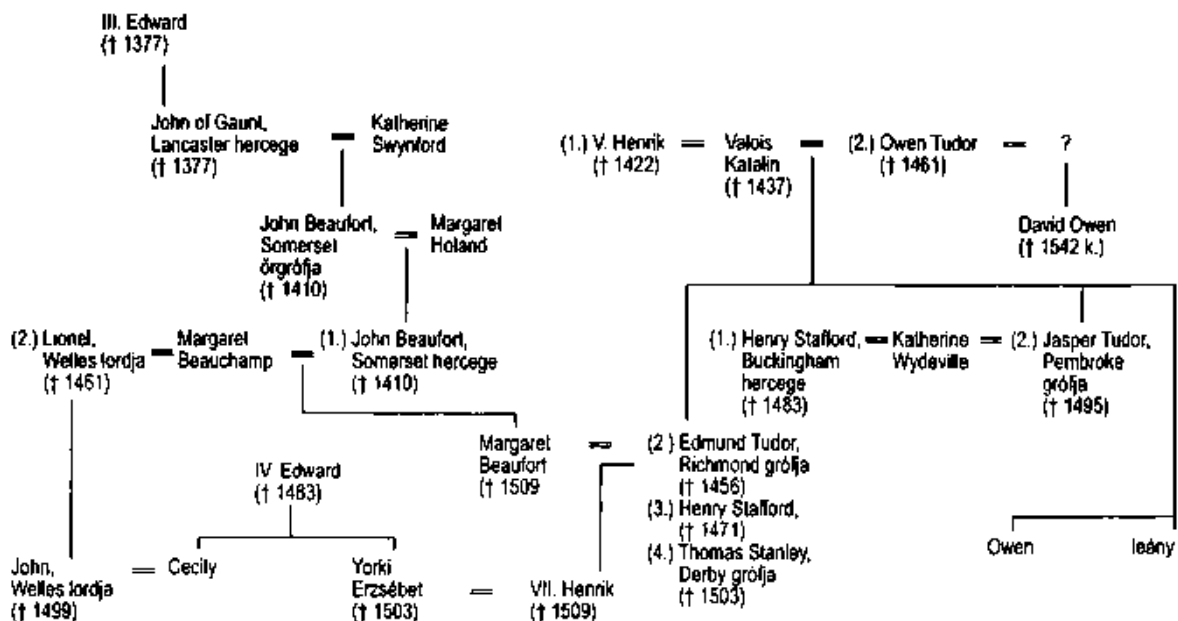 III. Edward
(† 1377)
John of Gaunt,
Lancaster hercege
(† 1377)
Katherine
Swynford
(1.) V. Henrik
(† 1422)
Valois
Katalin
(† 1437)
(2.) Owen Tudor
(† 1461)
?
John Beaufort,
Somerset
őrgrófja
(† 1410)
Margaret
Holand
David Owen
(† 1542 k.)
(2.) Lionel,
Welles lordja
(† 1461)
Margaret
Beauchamp
(1.) John Beaufort,
Somerset hercege
(† 1410)
(1.) Henry Stafford,
Buckingham
hercege
(† 1483)
Katherine
Wydeville
(2.) Jasper Tudor,
Pembroke
grófja
(† 1495)
Margaret
Beaufort
(† 1509
(2.) Edmund Tudor,
Richmond grófja
(† 1456)
(3.) Henry Stafford,
(† 1471)
(4.) Thomas Stanley,
Derby grófja
(† 1503)
IV. Edward
(† 1483)
Owen
leány
John,
Welles lordja
(† 1499)
Cecily
Yorki
Erzsébet
(† 1503)
VII. Henrik
(† 1509)